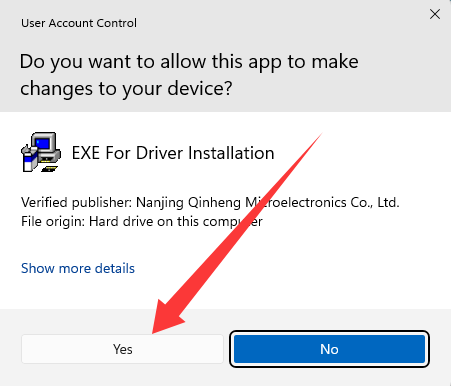 User Account Control
Do you want to allow this app to make
changes to your device?
EXE For Driver Installation
Verified publisher: Nanjing Qinheng Microelectronics Co., Ltd.
File origin: Hard drive on this computer
Show more details
Yes
No